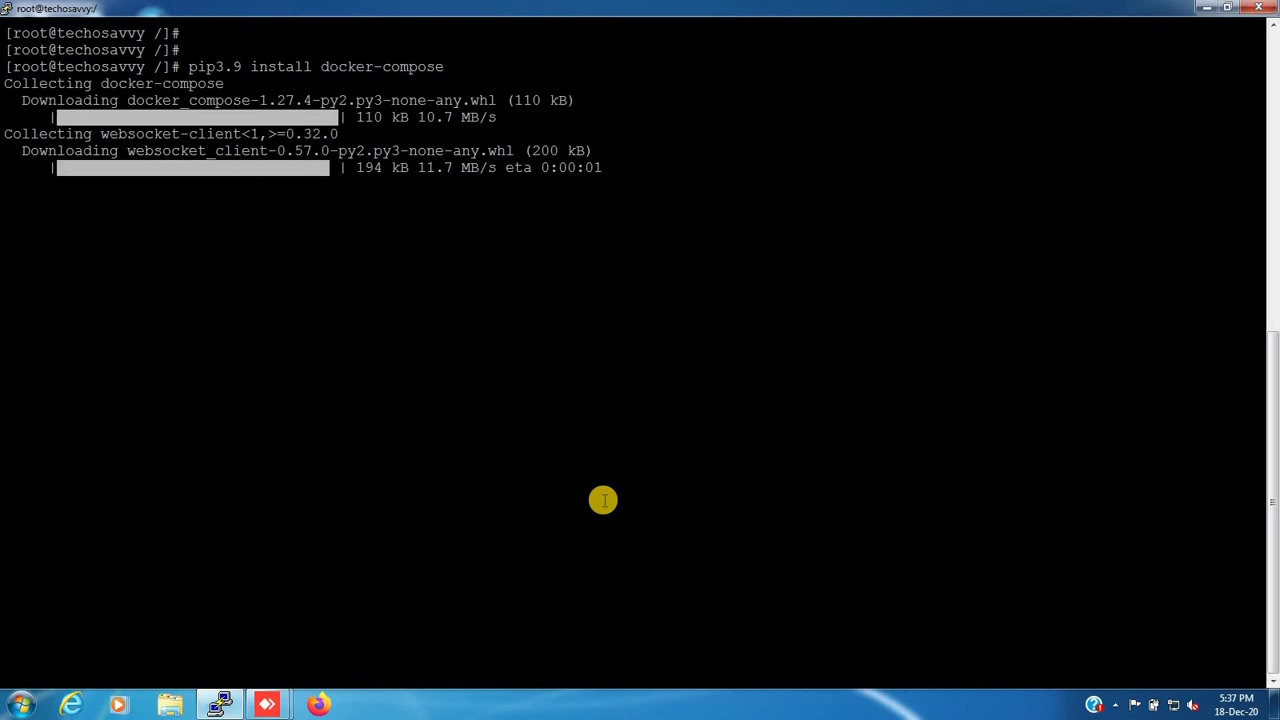 root@techosavvy:/
[root@techosavvy /]#
[root@techosavvy /]#
[root@techosavvy /]# pip3.9 install docker-compose
Collecting docker-compose
Downloading docker_compose-1.27.4-py2.py3-none-any.whl (110 kB)
| | 110 kB 10.7 MB/s
Collecting websocket-client<1,>=0.32.0
Downloading websocket_client-0.57.0-py2.py3-none-any.whl (200 kB)
| | 194 kB 11.7 MB/s eta 0:00:01
5:37 PM
18-Dec-20